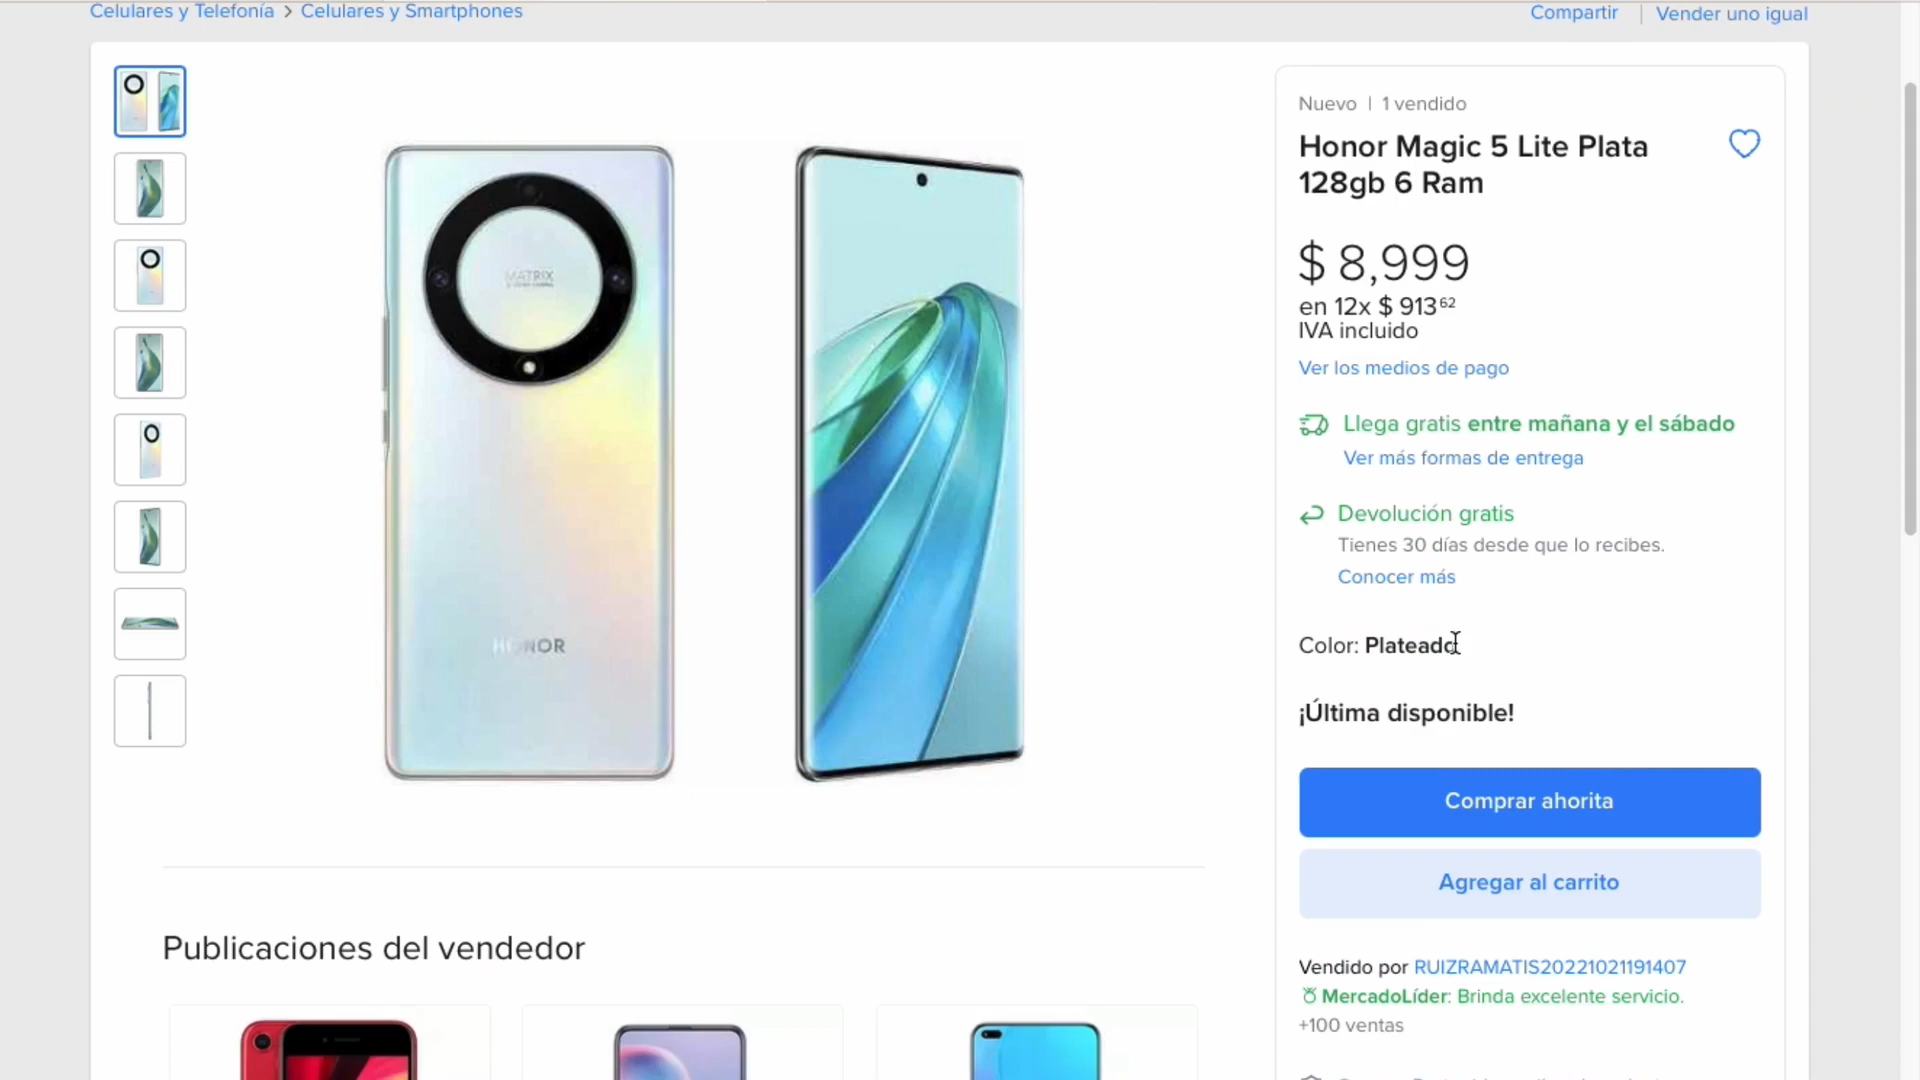 Celulares y Telefonía > Celulares y Smartphones
Compartir | Vender uno igual
MATRIX
HONOR
Nuevo | 1 vendido
Honor Magic 5 Lite Plata
128gb 6 Ram
$ 8,999
en 12x $ 913 62
IVA incluido
Ver los medios de pago
Llega gratis entre mañana y el sábado
Ver más formas de entrega
Devolución gratis
Tienes 30 días desde que lo recibes.
Conocer más
Color: Plateado
¡Última disponible!
Comprar ahorita
Agregar al carrito
Vendido por RUIZRAMATIS20221021191407
MercadoLíder: Brinda excelente servicio.
+100 ventas
Publicaciones del vendedor